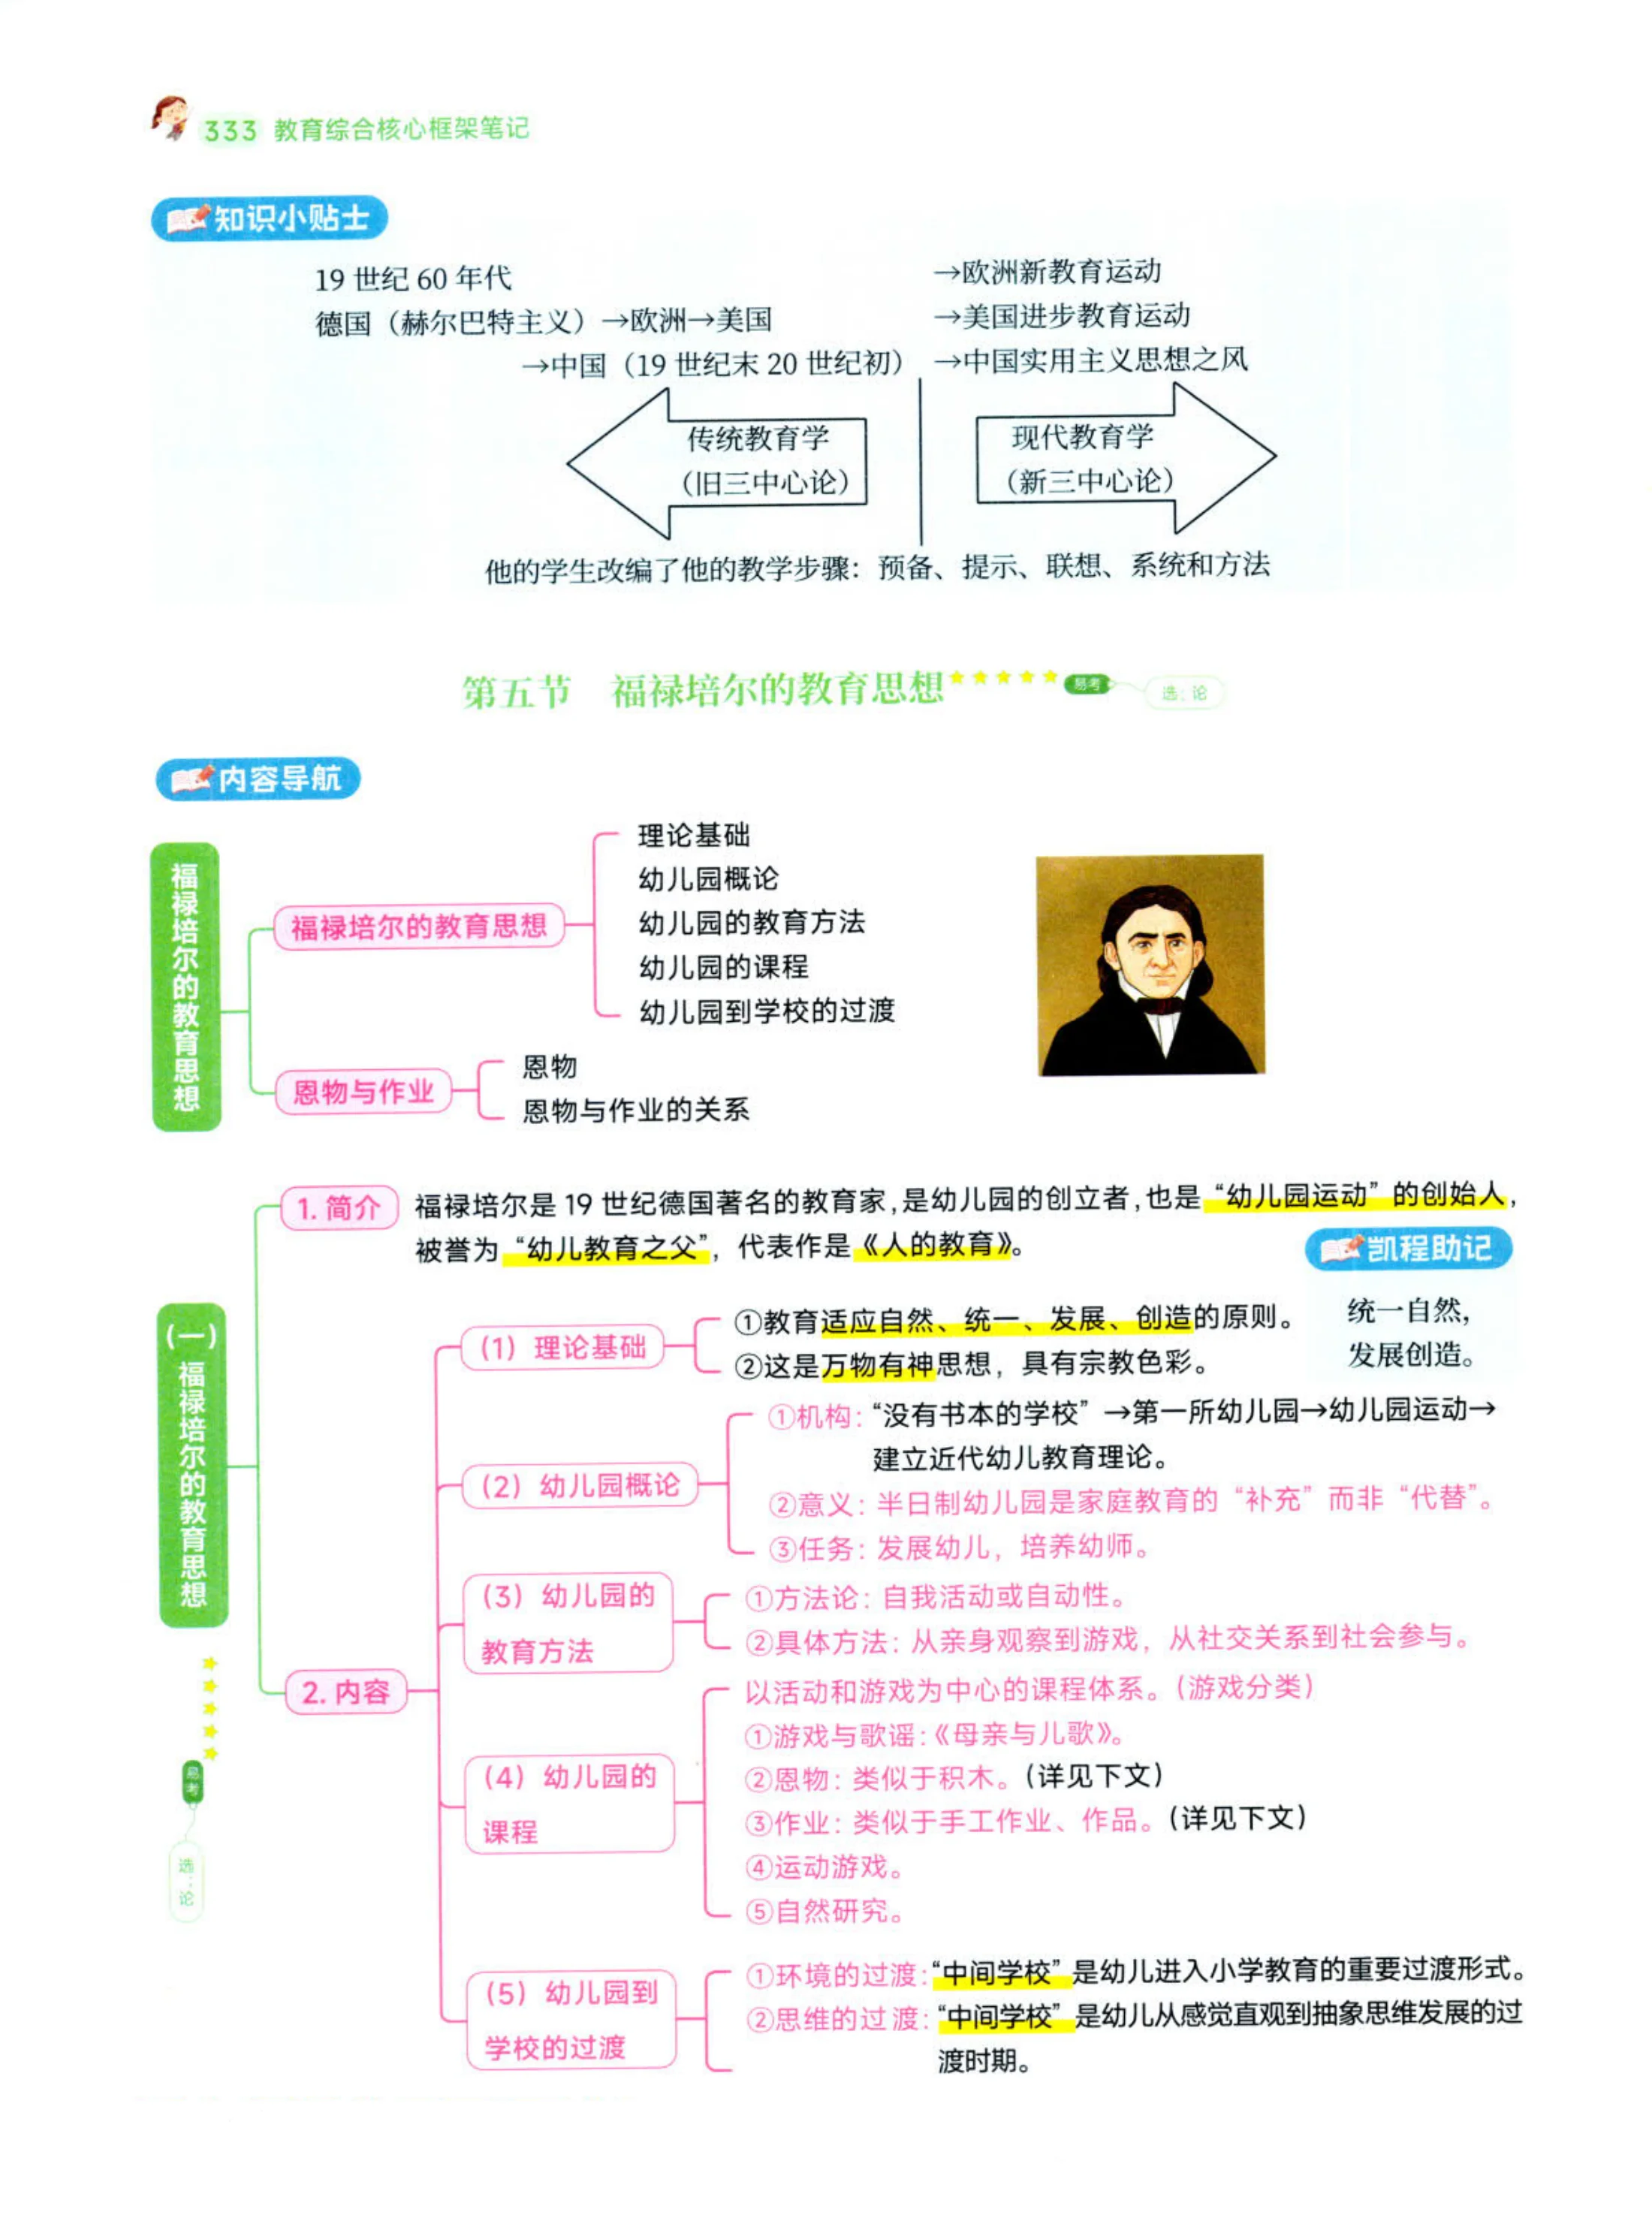 333 教育综合核心框架笔记
知识小贴士
19 世纪 60 年代
德国（赫尔巴特主义）→欧洲→美国
→中国（19 世纪末 20 世纪初）
→欧洲新教育运动
→美国进步教育运动
→中国实用主义思想之风
传统教育学
（旧三中心论）
现代教育学
（新三中心论）
他的学生改编了他的教学步骤：预备、提示、联想、系统和方法
第五节 福禄培尔的教育思想 易考 选；论
内容导航
福禄培尔的教育思想
福禄培尔的教育思想
理论基础
幼儿园概论
幼儿园的教育方法
幼儿园的课程
幼儿园到学校的过渡
恩物与作业
恩物
恩物与作业的关系
（一）福禄培尔的教育思想
易考
选；论
1. 简介
福禄培尔是 19 世纪德国著名的教育家，是幼儿园的创立者，也是“幼儿园运动”的创始人，
被誉为“幼儿教育之父”，代表作是《人的教育》。
凯程助记
统一自然，
发展创造。
2. 内容
（1）理论基础
①教育适应自然、统一、发展、创造的原则。
②这是万物有神思想，具有宗教色彩。
（2）幼儿园概论
①机构：“没有书本的学校”→第一所幼儿园→幼儿园运动→
建立近代幼儿教育理论。
②意义：半日制幼儿园是家庭教育的“补充”而非“代替”。
③任务：发展幼儿，培养幼师。
（3）幼儿园的
教育方法
①方法论：自我活动或自动性。
②具体方法：从亲身观察到游戏，从社交关系到社会参与。
（4）幼儿园的
课程
以活动和游戏为中心的课程体系。（游戏分类）
①游戏与歌谣：《母亲与儿歌》。
②恩物：类似于积木。（详见下文）
③作业：类似于手工作业、作品。（详见下文）
④运动游戏。
⑤自然研究。
（5）幼儿园到
学校的过渡
①环境的过渡：“中间学校”是幼儿进入小学教育的重要过渡形式。
②思维的过渡：“中间学校”是幼儿从感觉直观到抽象思维发展的过
渡时期。